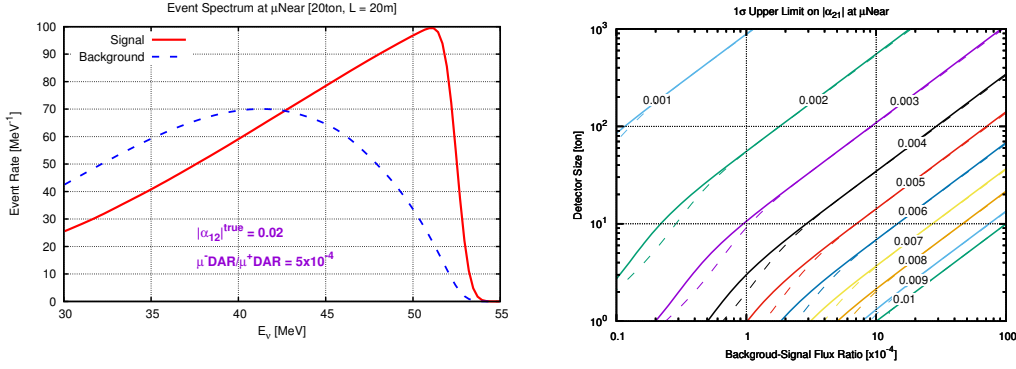 Event Spectrum at μNear [20ton, L = 20m]
Event Rate [MeV⁻¹]
100
90
80
70
60
50
40
30
20
10
0
Signal
Background
|α₁₂|ᵗʳᵘᵉ = 0.02
μ⁻DAR/μ⁺DAR = 5x10⁻⁴
30 35 40 45 50 55
Eᵥ [MeV]
1σ Upper Limit on |α₂₁| at μNear
Detector Size [ton]
10³
10²
10¹
10⁰
0.001
0.002
0.003
0.004
0.005
0.006
0.007
0.008
0.009
0.01
0.1 1 10 100
Backgroud-Signal Flux Ratio [x10⁻⁴]